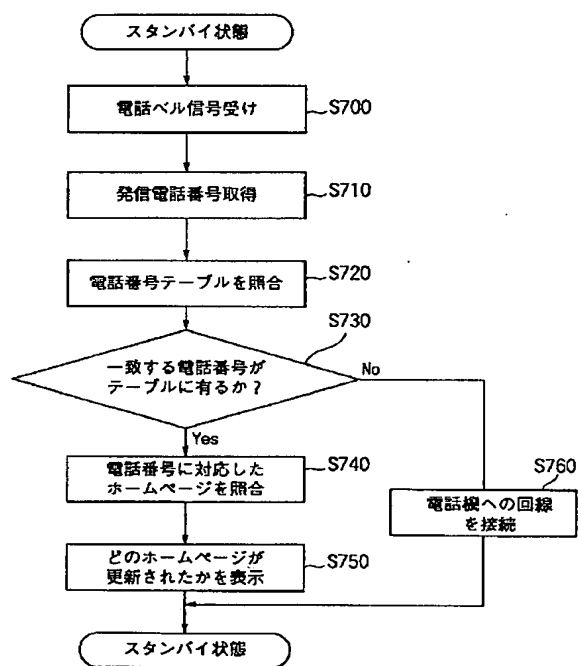 スタンバイ状態
電話ベル信号受け
S700
発信電話番号取得
S710
電話番号テーブルを照合
S720
S730
一致する電話番号が
テーブルに有るか？
No
Yes
電話番号に対応した
ホームページを照合
S740
S760
電話機への回線
を接続
どのホームページが
更新されたかを表示
S750
スタンバイ状態